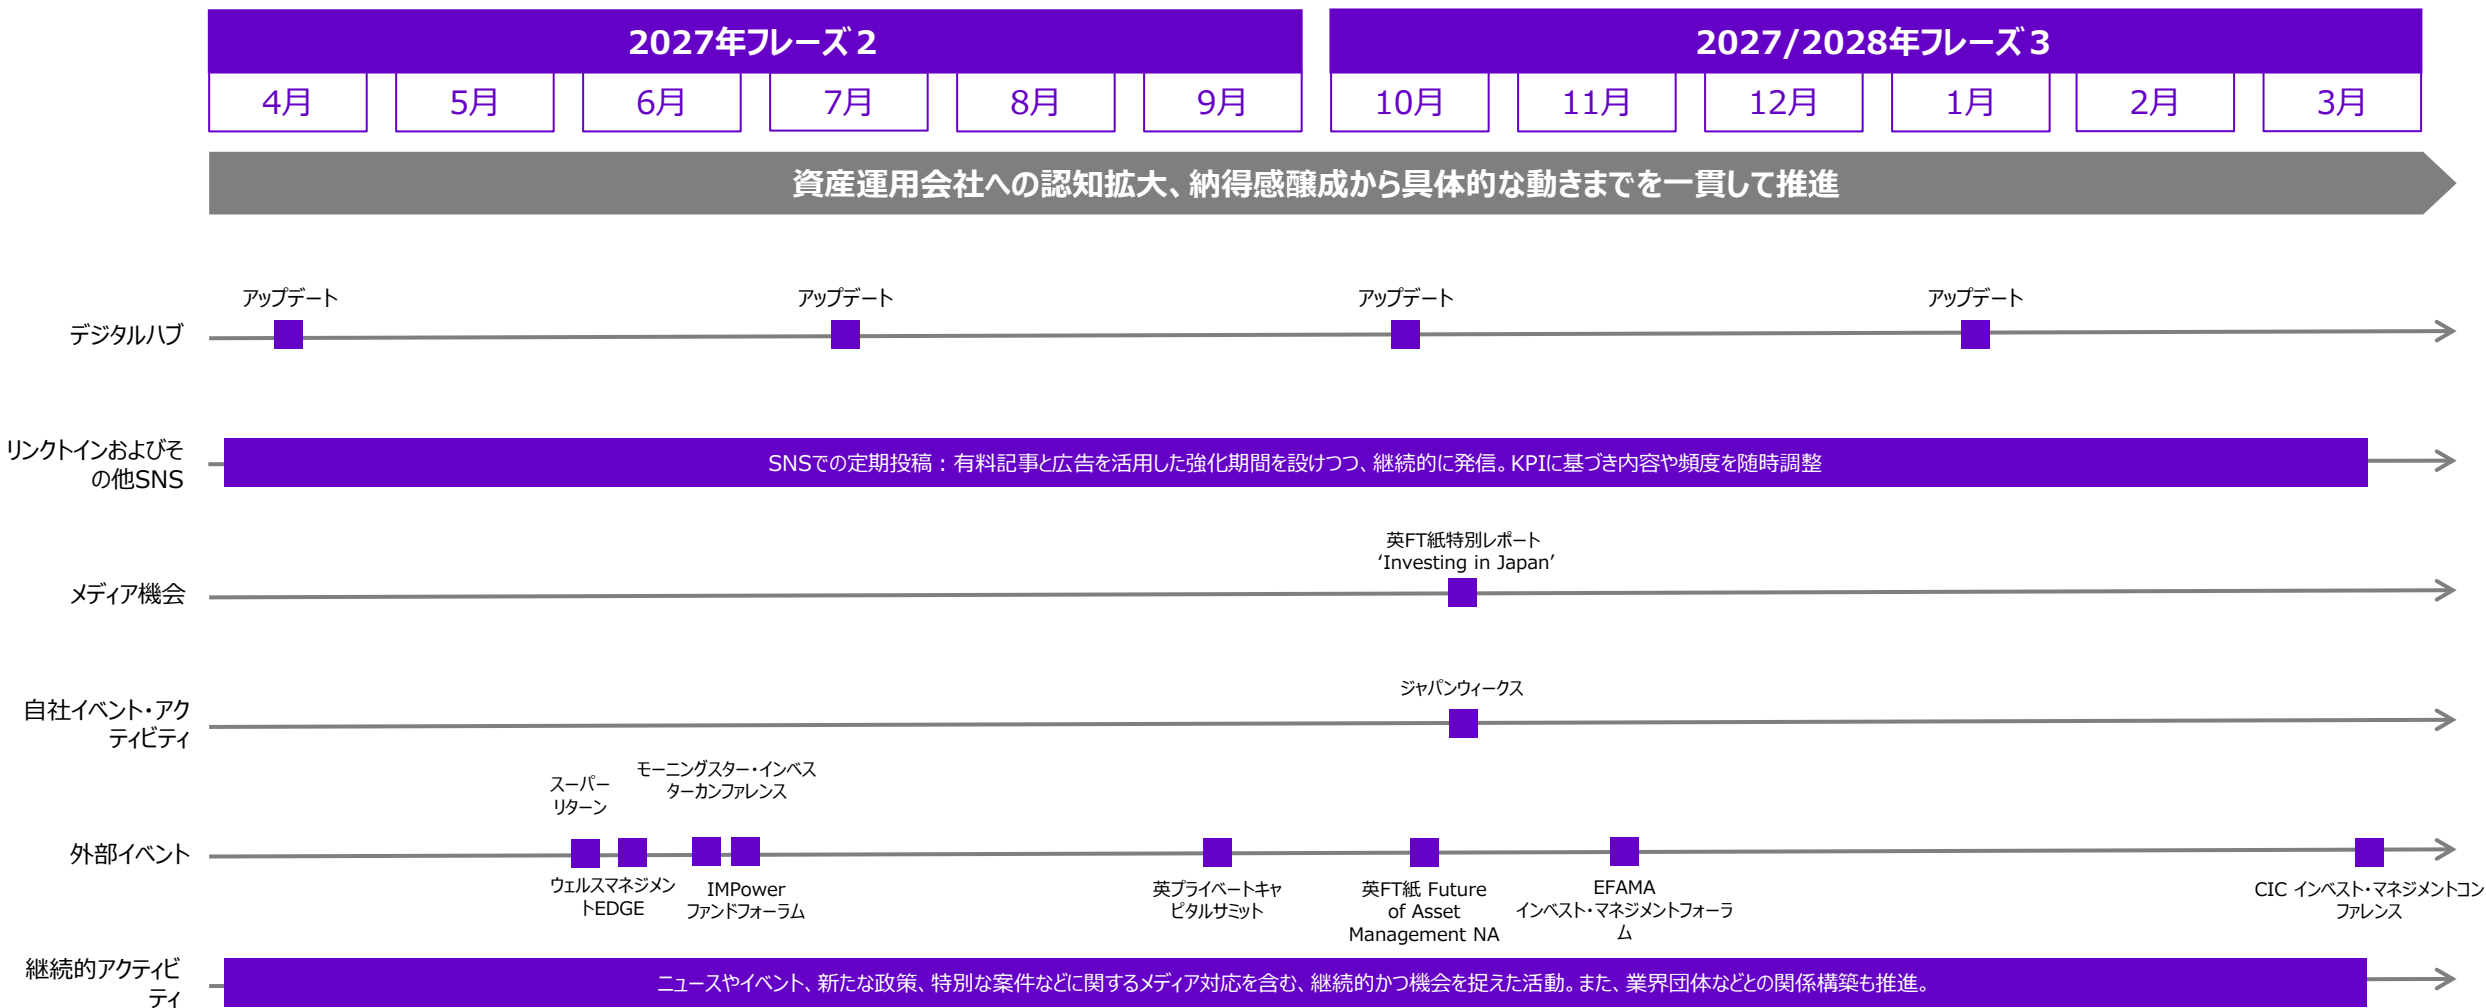 2027年フレーズ２
2027/2028年フレーズ３
4月
5月
6月
7月
8月
9月
10月
11月
12月
1月
2月
3月
資産運用会社への認知拡大、納得感醸成から具体的な動きまでを一貫して推進
アップデート
アップデート
アップデート
アップデート
デジタルハブ
リンクトインおよびそ
の他SNS
SNSでの定期投稿：有料記事と広告を活用した強化期間を設けつつ、継続的に発信。KPIに基づき内容や頻度を随時調整
英FT紙特別レポート
‘Investing in Japan’
メディア機会
ジャパンウィークス
自社イベント・アク
ティビティ
スーパー
リターン
モーニングスター・インベス
ターカンファレンス
外部イベント
ウェルスマネジメン
トEDGE
IMPower
ファンドフォーラム
英プライベートキャ
ピタルサミット
英FT紙 Future
of Asset
Management NA
EFAMA
インベスト・マネジメントフォーラ
ム
CIC インベスト・マネジメントコン
ファレンス
継続的アクティビ
ティ
ニュースやイベント、新たな政策、特別な案件などに関するメディア対応を含む、継続的かつ機会を捉えた活動。また、業界団体などとの関係構築も推進。